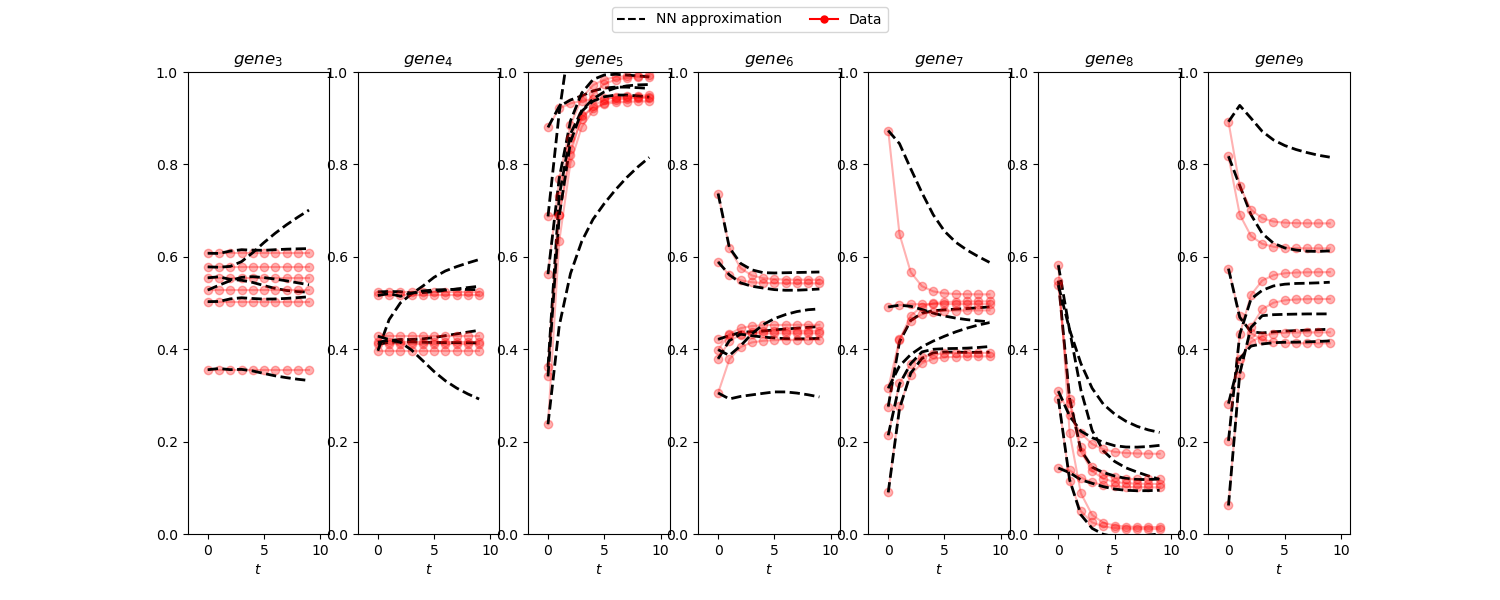 NN approximation Data
gene3 gene4 gene5 gene6 gene7 gene8 gene9
1.0 1.0 1.0 1.0 1.0 1.0 1.0
0.8 0.8 0.8 0.8 0.8 0.8 0.8
0.6 0.6 0.6 0.6 0.6 0.6 0.6
0.4 0.4 0.4 0.4 0.4 0.4 0.4
0.2 0.2 0.2 0.2 0.2 0.2 0.2
0.0 0.0 0.0 0.0 0.0 0.0 0.0
0 5 10 0 5 10 0 5 10 0 5 10 0 5 10 0 5 10 0 5 10
t t t t t t t